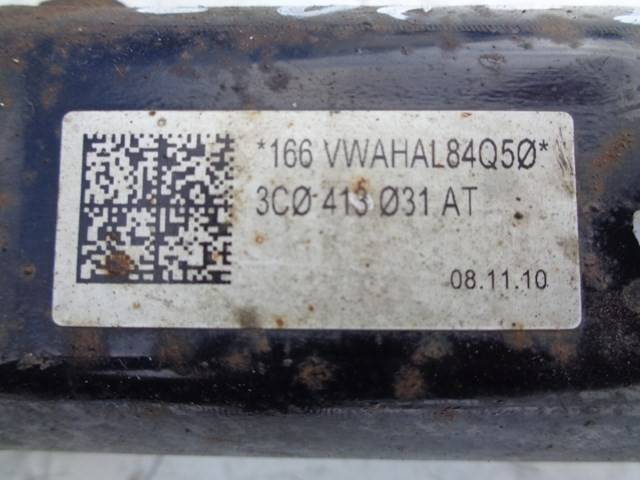 *166 VWAHAL84Q5Ø*
3CØ 413 Ø31 AT
08.11.10